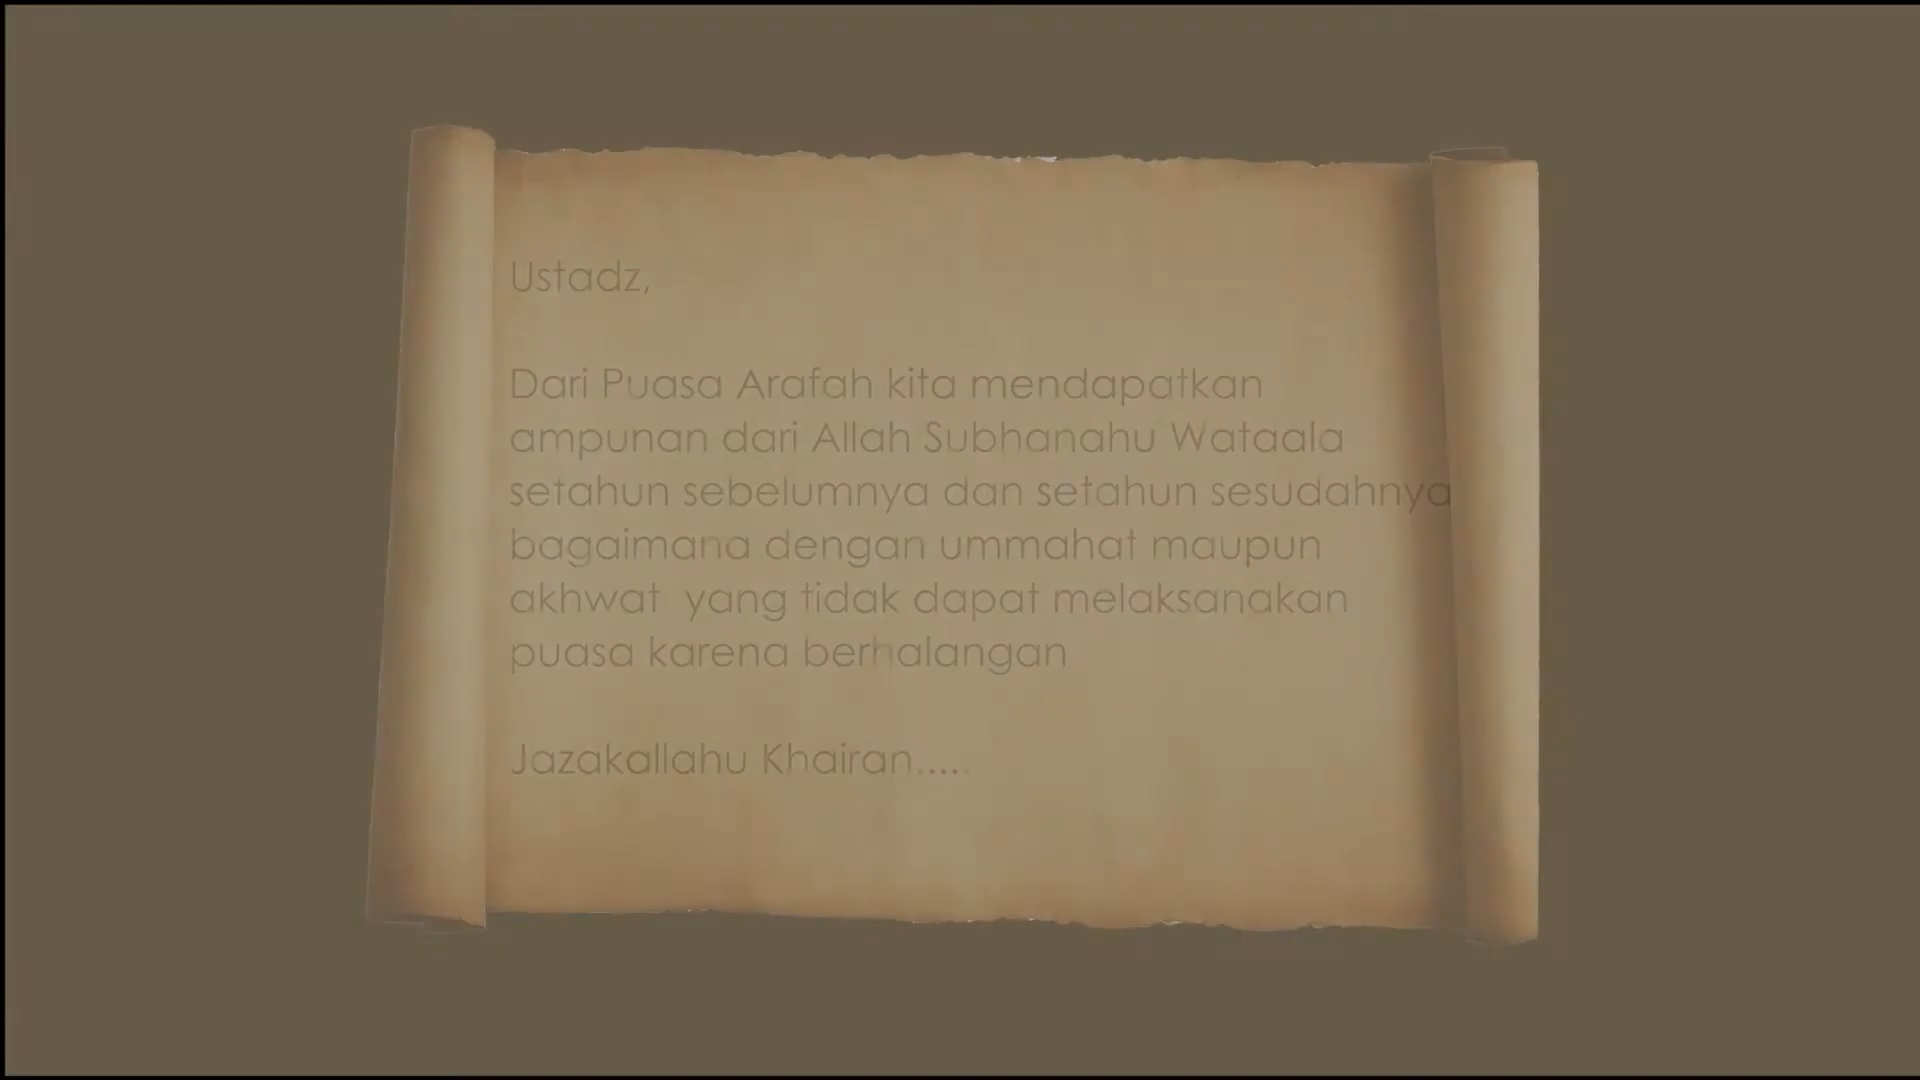 Ustadz,
Dari Puasa Arafah kita mendapatkan
ampunan dari Allah Subhanahu Wataala
setahun sebelumnya dan setahun sesudahnya
bagaimana dengan ummahat maupun
akhwat  yang tidak dapat melaksanakan
puasa karena berhalangan
Jazakallahu Khairan.....